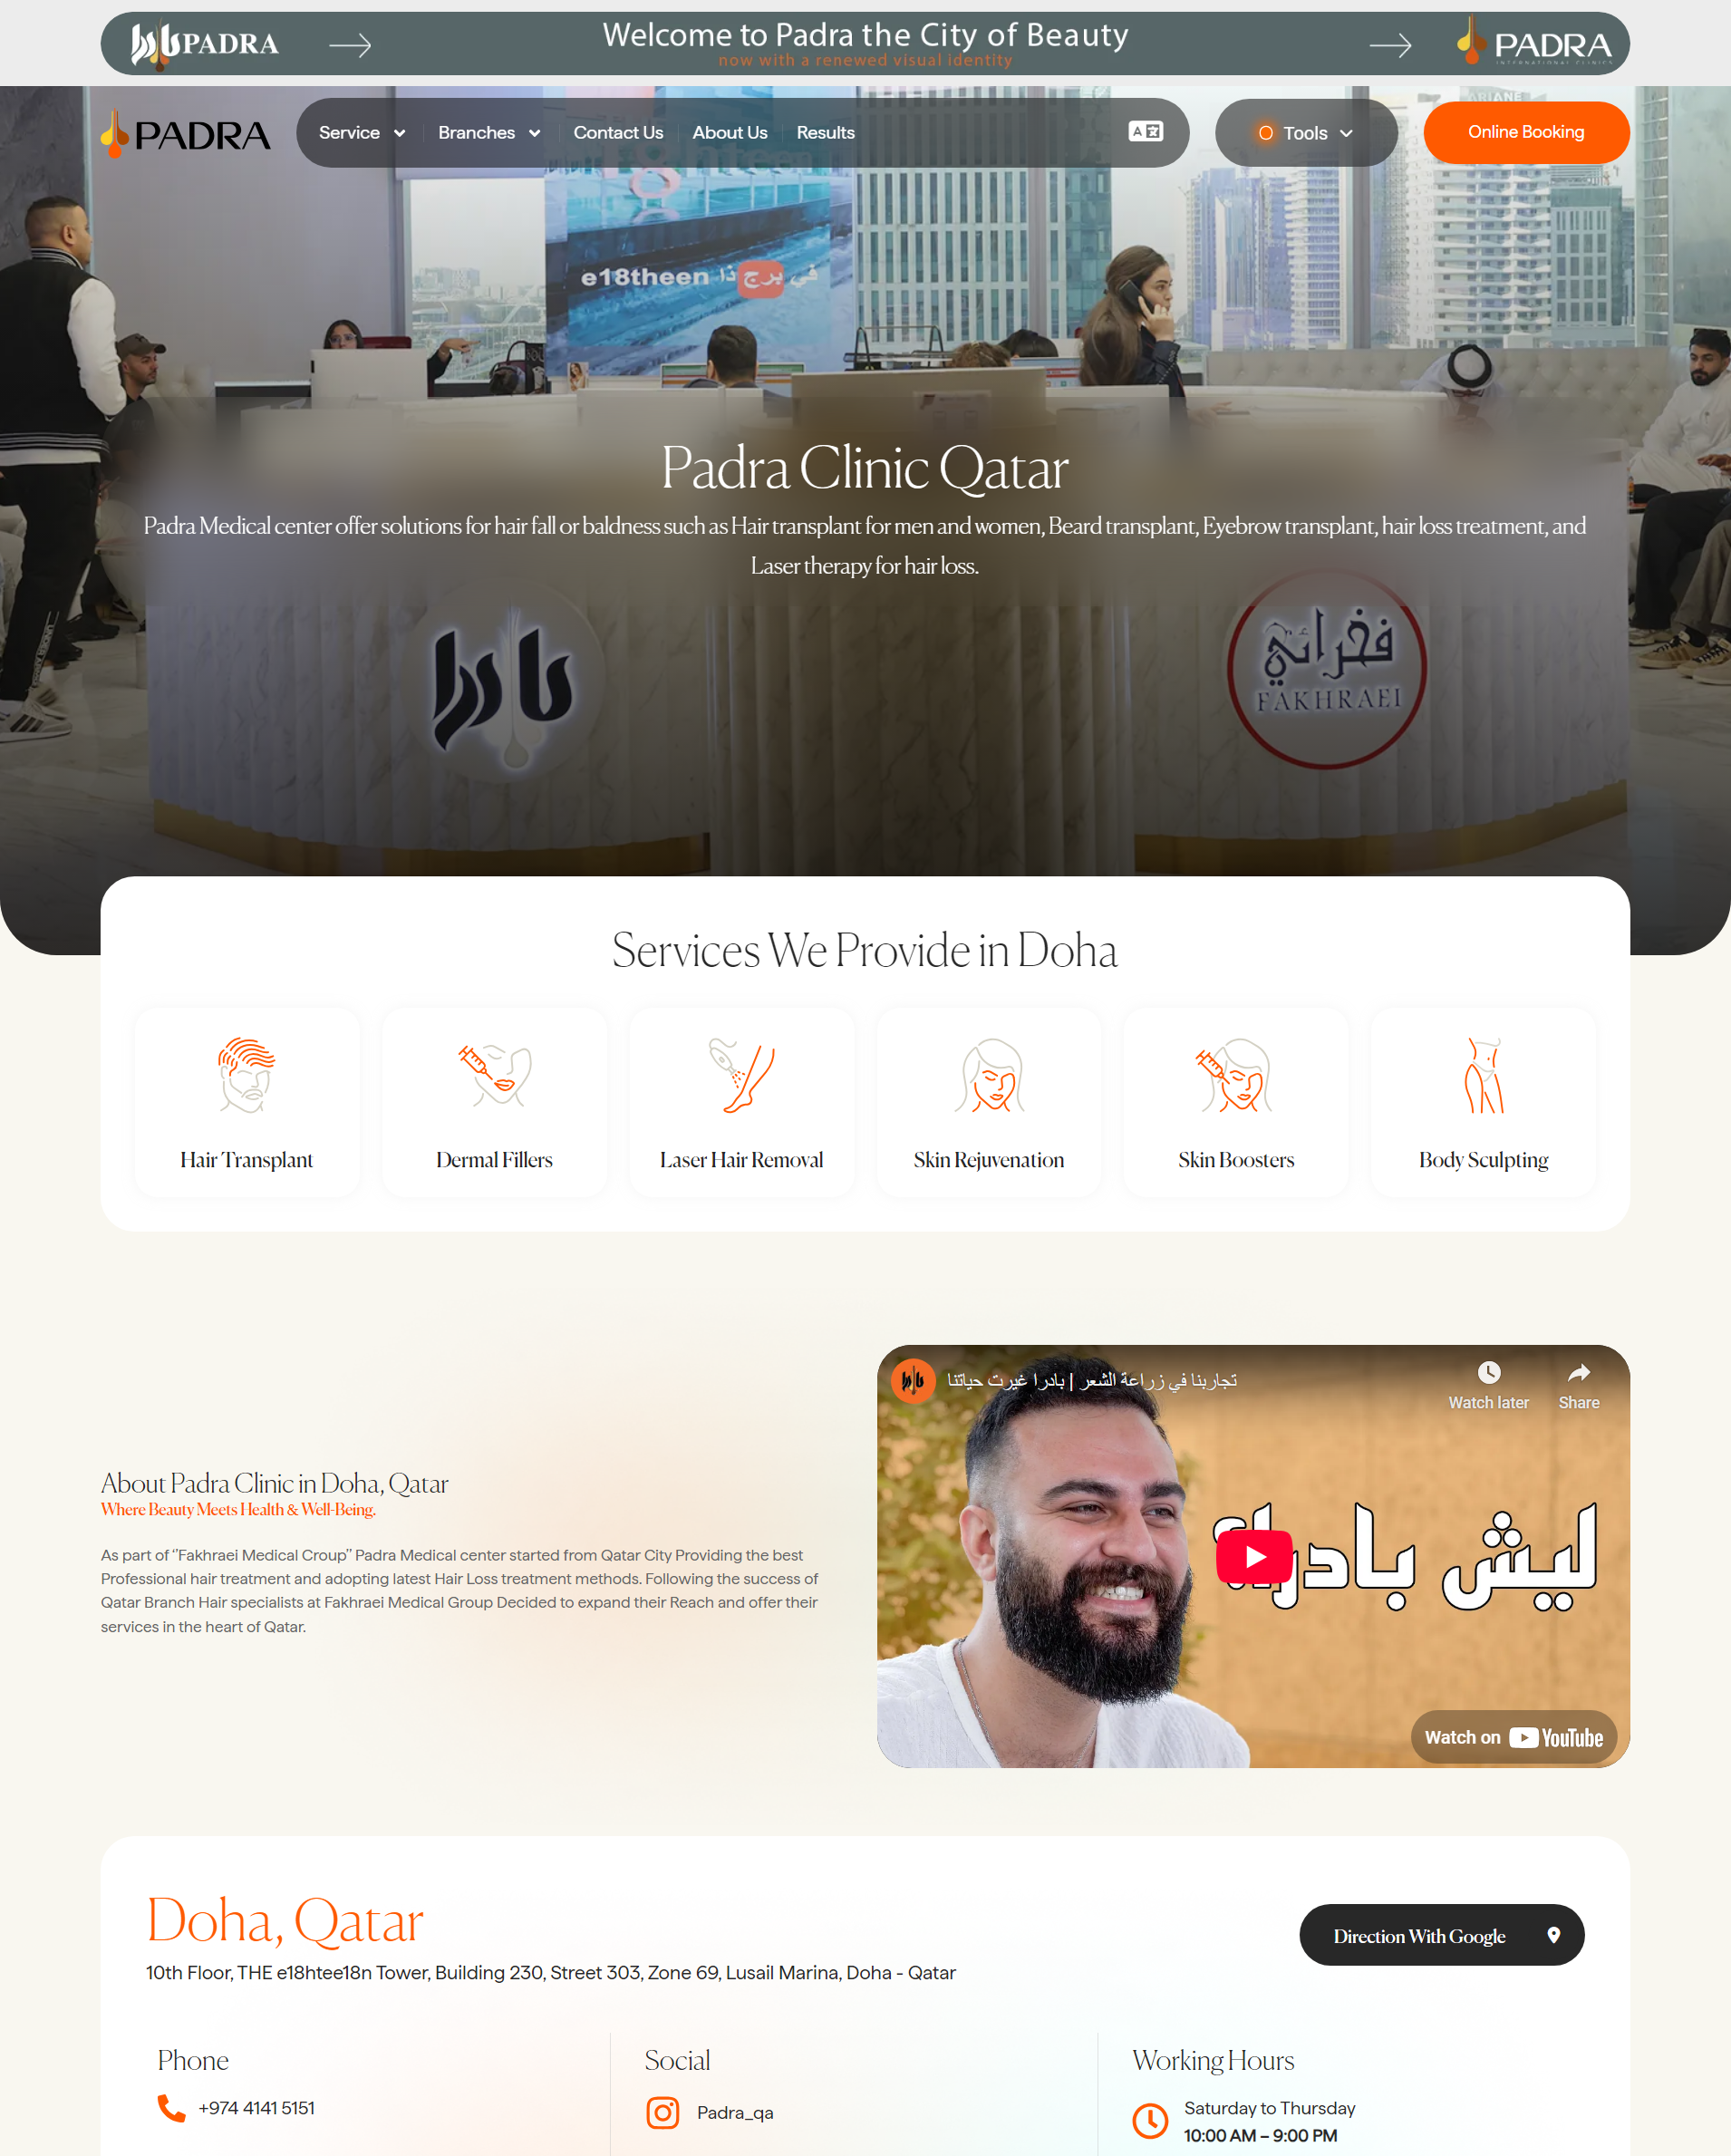 PADRA
Welcome to Padra the City of Beauty
now with a renewed visual identity
PADRA
INTERNATIONAL CLINICS
PADRA
Service
Branches
Contact Us
About Us
Results
Tools
Online Booking
ARIANE
e18hteen
في برج ذا e18theen
Padra Clinic Qatar
Padra Medical center offer solutions for hair fall or baldness such as Hair transplant for men and women, Beard transplant, Eyebrow transplant, hair loss treatment, and
Laser therapy for hair loss.
بادرا
فخرائي
FAKHRAEI
Services We Provide in Doha
Hair Transplant
Dermal Fillers
Laser Hair Removal
Skin Rejuvenation
Skin Boosters
Body Sculpting
تجاربنا في زراعة الشعر | بادرا غيرت حياتنا
Watch later
Share
ليش بادرا؟
Watch on YouTube
About Padra Clinic in Doha, Qatar
Where Beauty Meets Health & Well-Being.
As part of "Fakhraei Medical Croup" Padra Medical center started from Qatar City Providing the best
Professional hair treatment and adopting latest Hair Loss treatment methods. Following the success of
Qatar Branch Hair specialists at Fakhraei Medical Group Decided to expand their Reach and offer their
services in the heart of Qatar.
Doha, Qatar
Direction With Google
10th Floor, THE e18htee18n Tower, Building 230, Street 303, Zone 69, Lusail Marina, Doha - Qatar
Phone
+974 4141 5151
Social
Padra_qa
Working Hours
Saturday to Thursday
10:00 AM – 9:00 PM